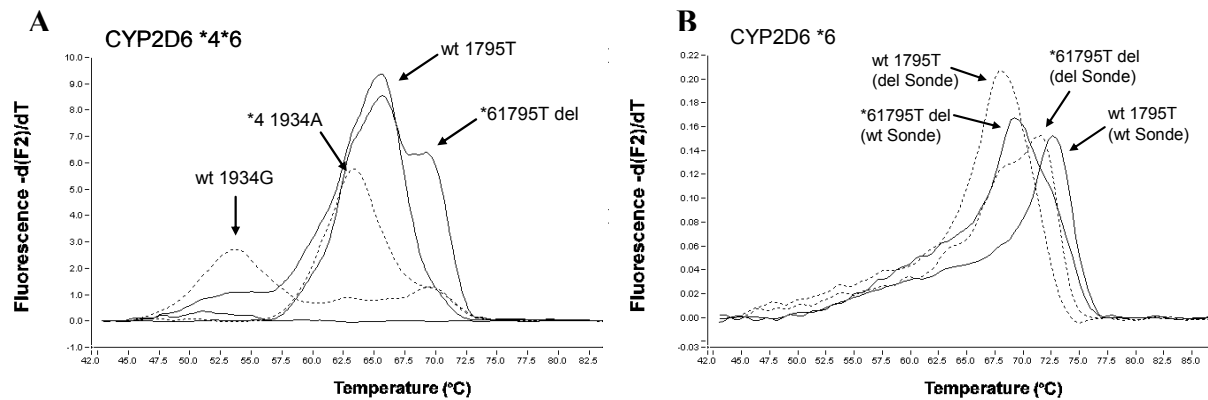 A
CYP2D6 *4*6
wt 1795T
*4 1934A
*61795T del
wt 1934G
Fluorescence -d(F2)/dT
10.0
9.0
8.0
7.0
6.0
5.0
4.0
3.0
2.0
1.0
0.0
-1.0
42.0 45.0 47.5 50.0 52.5 55.0 57.5 60.0 62.5 65.0 67.5 70.0 72.5 75.0 77.5 80.0 82.5
Temperature (°C)
B
CYP2D6 *6
wt 1795T
(del Sonde)
*61795T del
(del Sonde)
*61795T del
(wt Sonde)
wt 1795T
(wt Sonde)
Fluorescence -d(F2)/dT
0.22
0.20
0.18
0.16
0.14
0.12
0.10
0.08
0.06
0.04
0.02
0.00
-0.03
42.0 45.0 47.5 50.0 52.5 55.0 57.5 60.0 62.5 65.0 67.5 70.0 72.5 75.0 77.5 80.0 82.5 85.0
Temperature (°C)